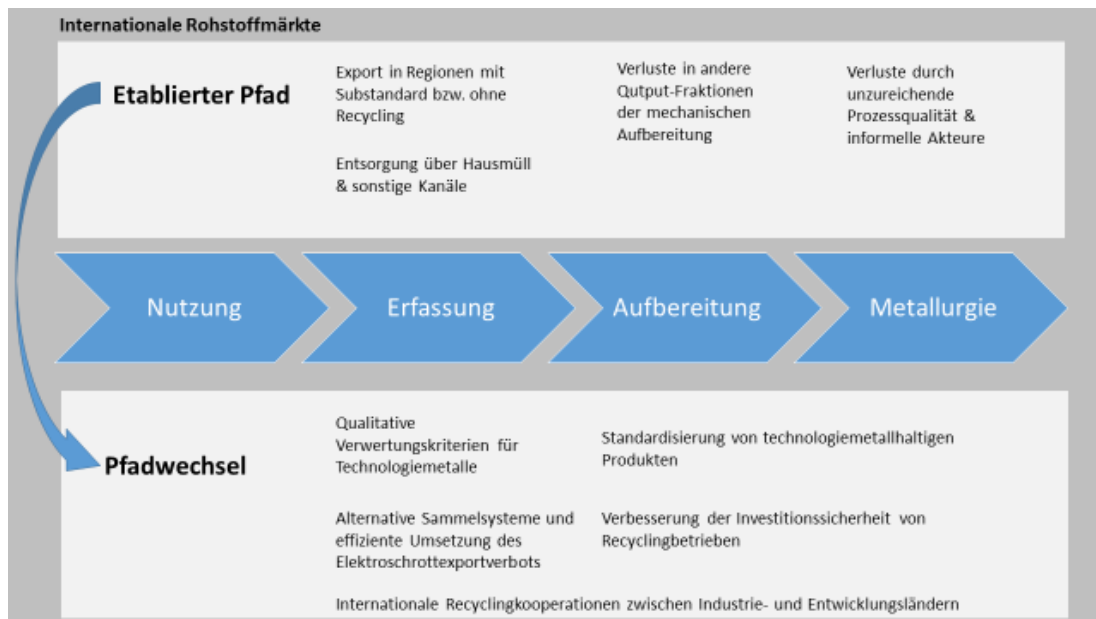 Internationale Rohstoffmärkte
Etablierter Pfad
Export in Regionen mit
Substandard bzw. ohne
Recycling
Entsorgung über Hausmüll
& sonstige Kanäle
Verluste in andere
Qutput-Fraktionen
der mechanischen
Aufbereitung
Verluste durch
unzureichende
Prozessqualität &
informelle Akteure
Nutzung
Erfassung
Aufbereitung
Metallurgie
Pfadwechsel
Qualitative
Verwertungskriterien für
Technologiemetalle
Standardisierung von technologiemetallhaltigen
Produkten
Alternative Sammelsysteme und
effiziente Umsetzung des
Elektroschrottexportverbots
Verbesserung der Investitionssicherheit von
Recyclingbetrieben
Internationale Recyclingkooperationen zwischen Industrie- und Entwicklungsländern